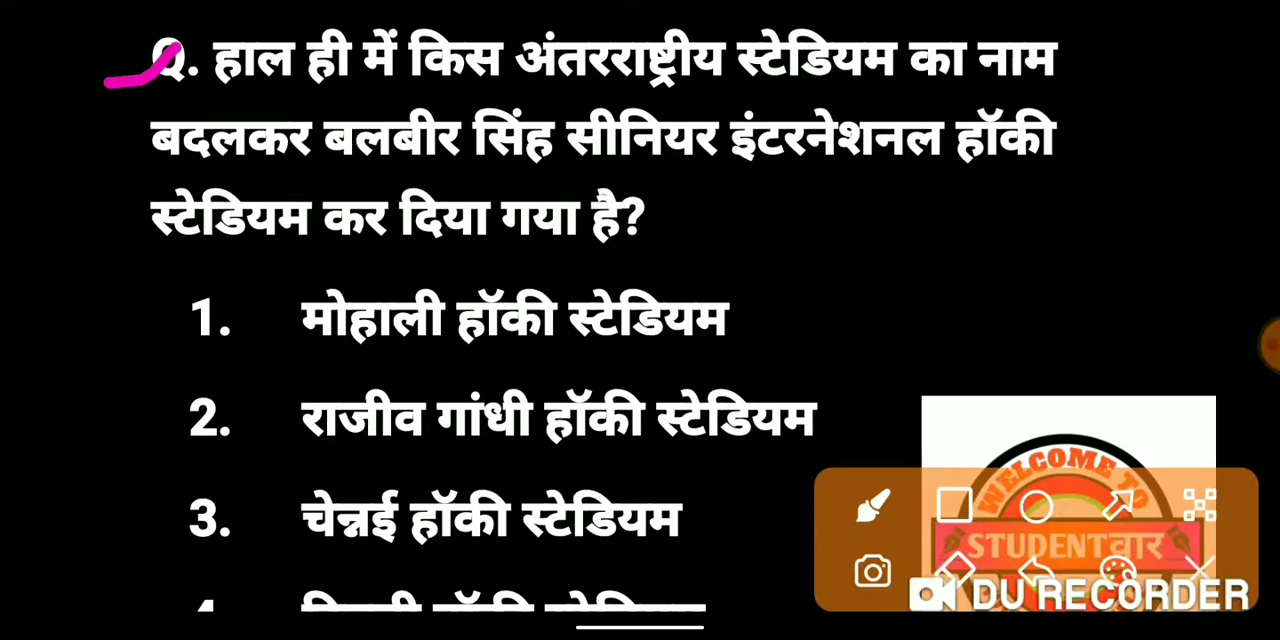 Q. हाल ही में किस अंतरराष्ट्रीय स्टेडियम का नाम
बदलकर बलबीर सिंह सीनियर इंटरनेशनल हॉकी
स्टेडियम कर दिया गया है?
1. मोहाली हॉकी स्टेडियम
2. राजीव गांधी हॉकी स्टेडियम
3. चेन्नई हॉकी स्टेडियम
WELCOME TO
STUDENTवार
DU RECORDER